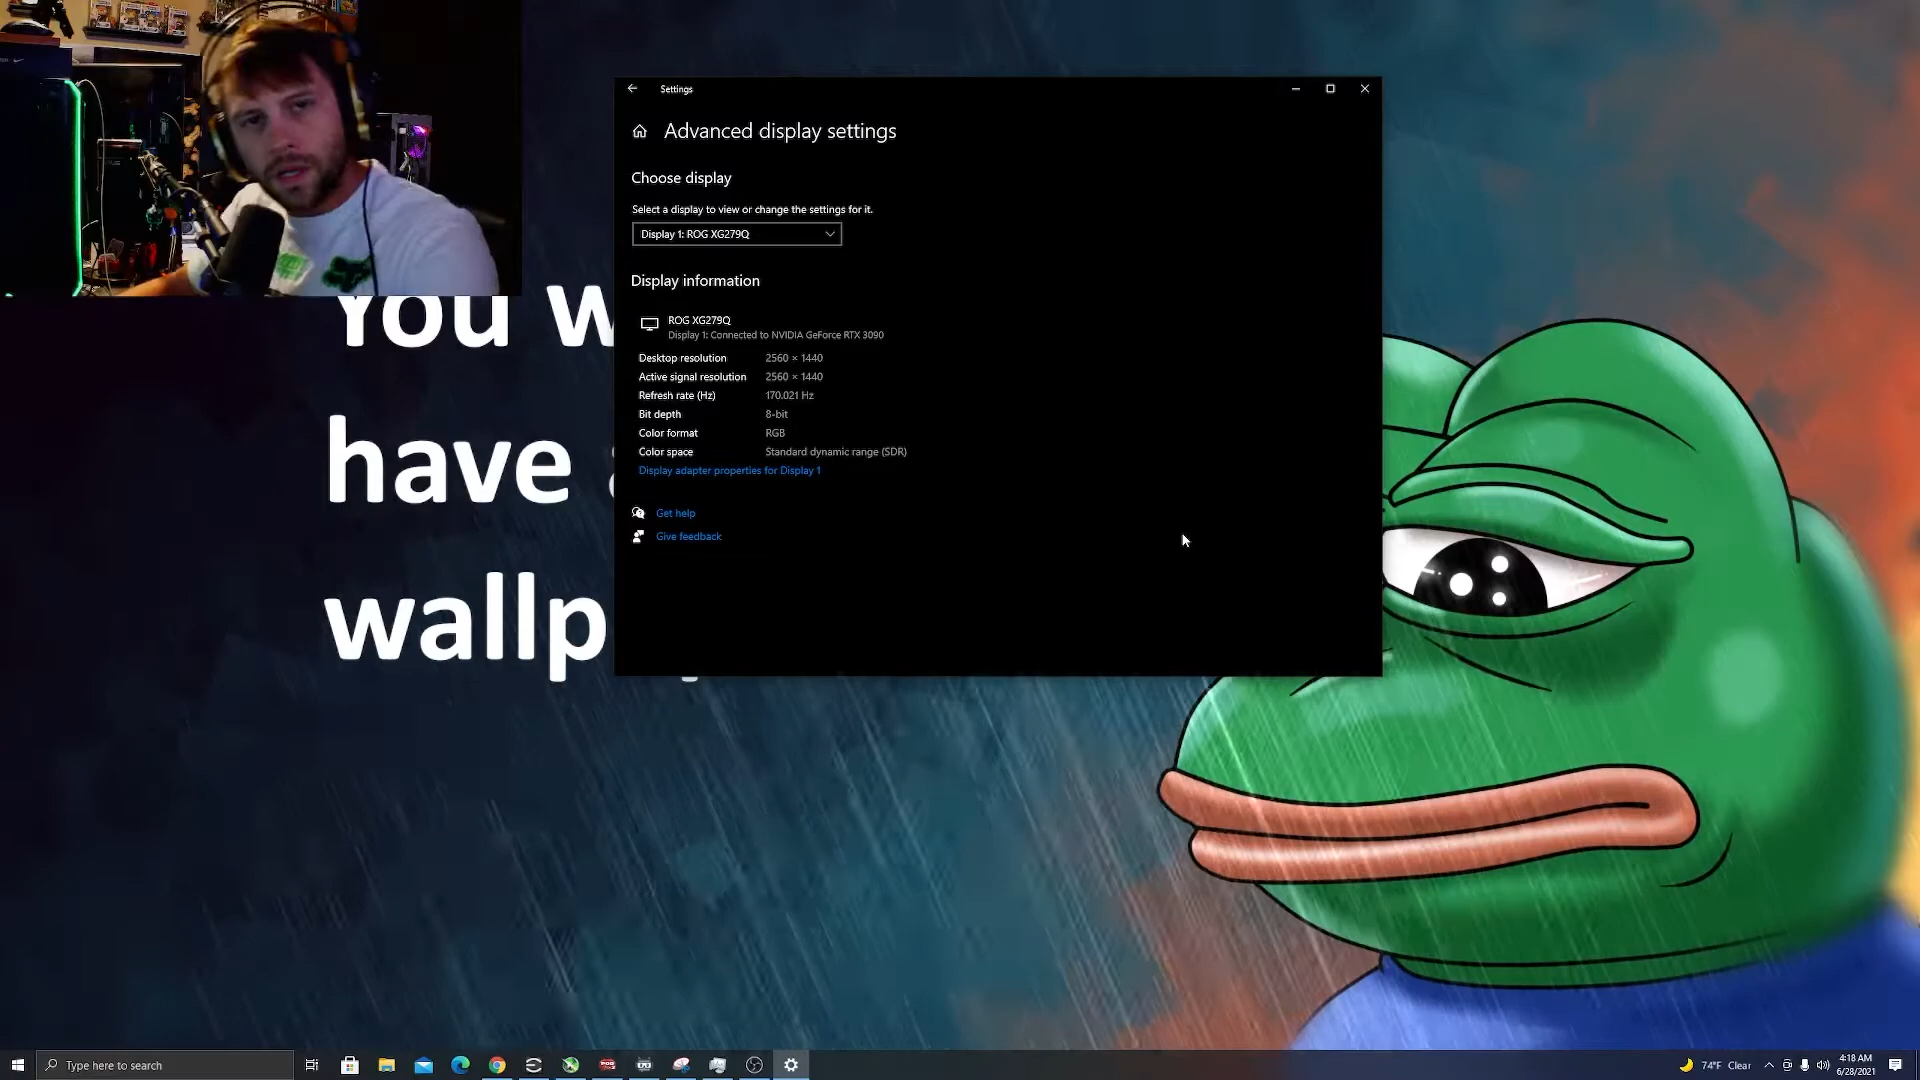 Settings
Advanced display settings
Choose display
Select a display to view or change the settings for it.
Display 1: ROG XG279Q
Display information
ROG XG279Q
Display 1: Connected to NVIDIA GeForce RTX 3090
Desktop resolution 2560 × 1440
Active signal resolution 2560 × 1440
Refresh rate (Hz) 170.021 Hz
Bit depth 8-bit
Color format RGB
Color space Standard dynamic range (SDR)
Display adapter properties for Display 1
Get help
Give feedback
You w
have
wallp
Type here to search
74°F Clear
4:18 AM
6/28/2021